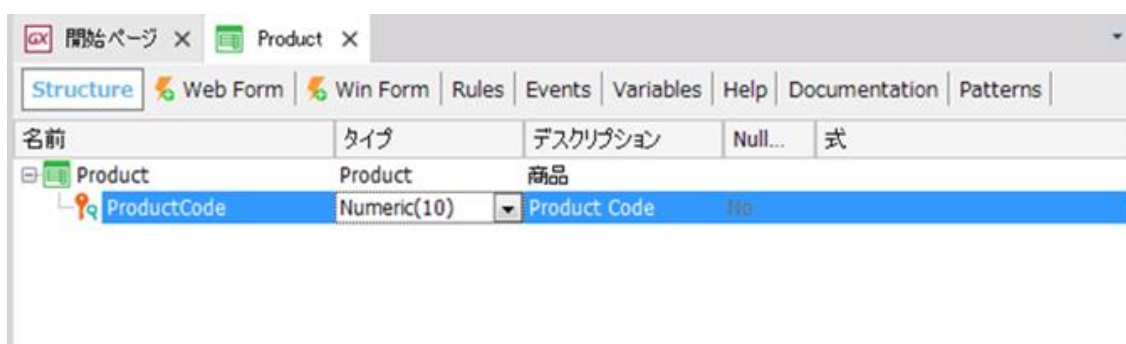 GX 開始ページ × Product ×
Structure Web Form Win Form Rules Events Variables Help Documentation Patterns
名前 タイプ デスクリプション Null... 式
Product Product 商品
ProductCode Numeric(10) Product Code No